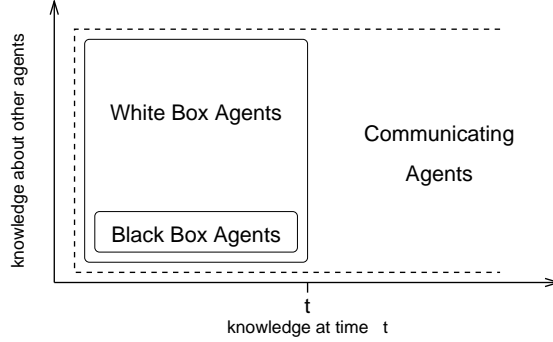 knowledge about other agents
White Box Agents
Communicating
Agents
Black Box Agents
t
knowledge at time t